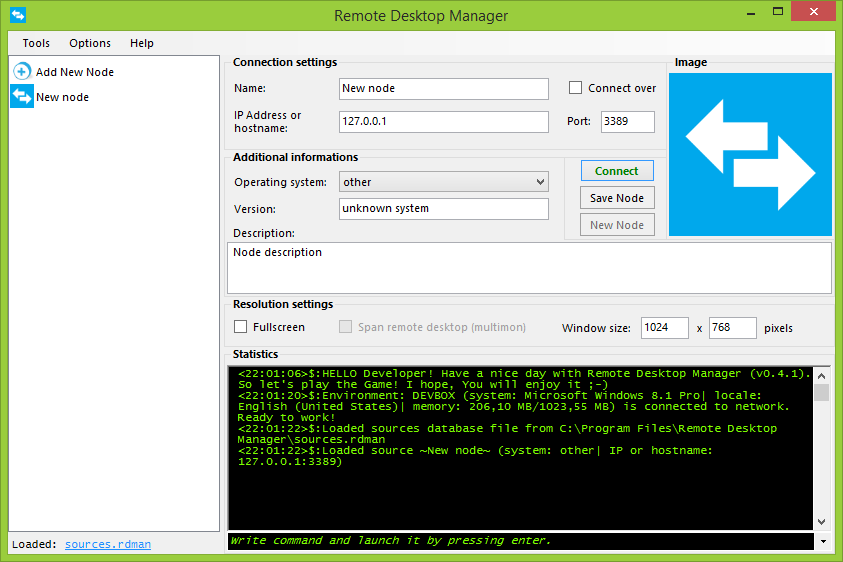 Remote Desktop Manager
Tools Options Help
Add New Node
New node
Connection settings
Name: New node Connect over
IP Address or
hostname: 127.0.0.1 Port: 3389
Image
Additional informations
Operating system: other
Version: unknown system
Description:
Connect
Save Node
New Node
Node description
Resolution settings
Fullscreen Span remote desktop (multimon) Window size: 1024 x 768 pixels
Statistics
<22:01:06>$:HELLO Developer! Have a nice day with Remote Desktop Manager (v0.4.1).
So let's play the Game! I hope, You will enjoy it ;-)
<22:01:20>$:Environment: DEVBOX (system: Microsoft Windows 8.1 Pro| locale:
English (United States)| memory: 206,10 MB/1023,55 MB) is connected to network.
Ready to work!
<22:01:22>$:Loaded sources database file from C:\Program Files\Remote Desktop
Manager\sources.rdman
<22:01:22>$:Loaded source ~New node~ (system: other| IP or hostname:
127.0.0.1:3389)
Write command and launch it by pressing enter.
Loaded: sources.rdman